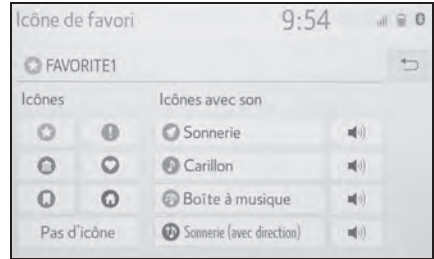 Icône de favori 9:54
FAVORITE1
Icônes Icônes avec son
Sonnerie
Carillon
Boîte à musique
Pas d'icône Sonnerie (avec direction)